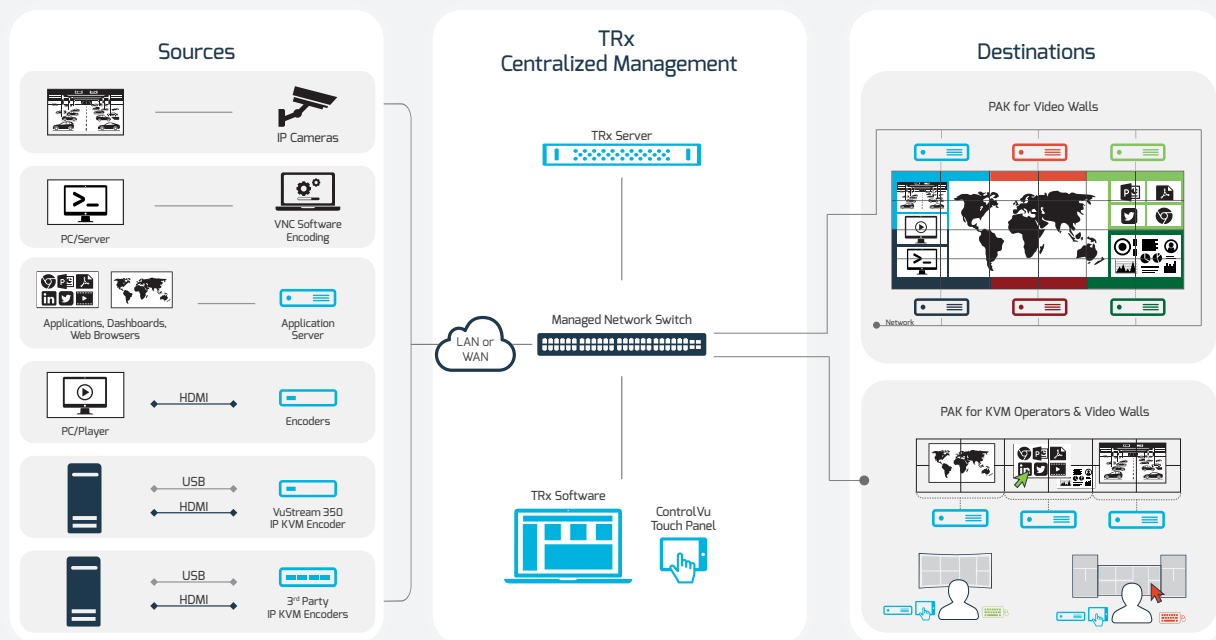 Sources
IP Cameras
PC/Server
VNC Software
Encoding
Applications, Dashboards,
Web Browsers
Application
Server
HDMI
PC/Player
Encoders
USB
HDMI
VuStream 350
IP KVM Encoder
USB
HDMI
3rd Party
IP KVM Encoders
TRx
Centralized Management
TRx Server
LAN or
WAN
Managed Network Switch
TRx Software
ControlVu
Touch Panel
Destinations
PAK for Video Walls
Network
PAK for KVM Operators & Video Walls